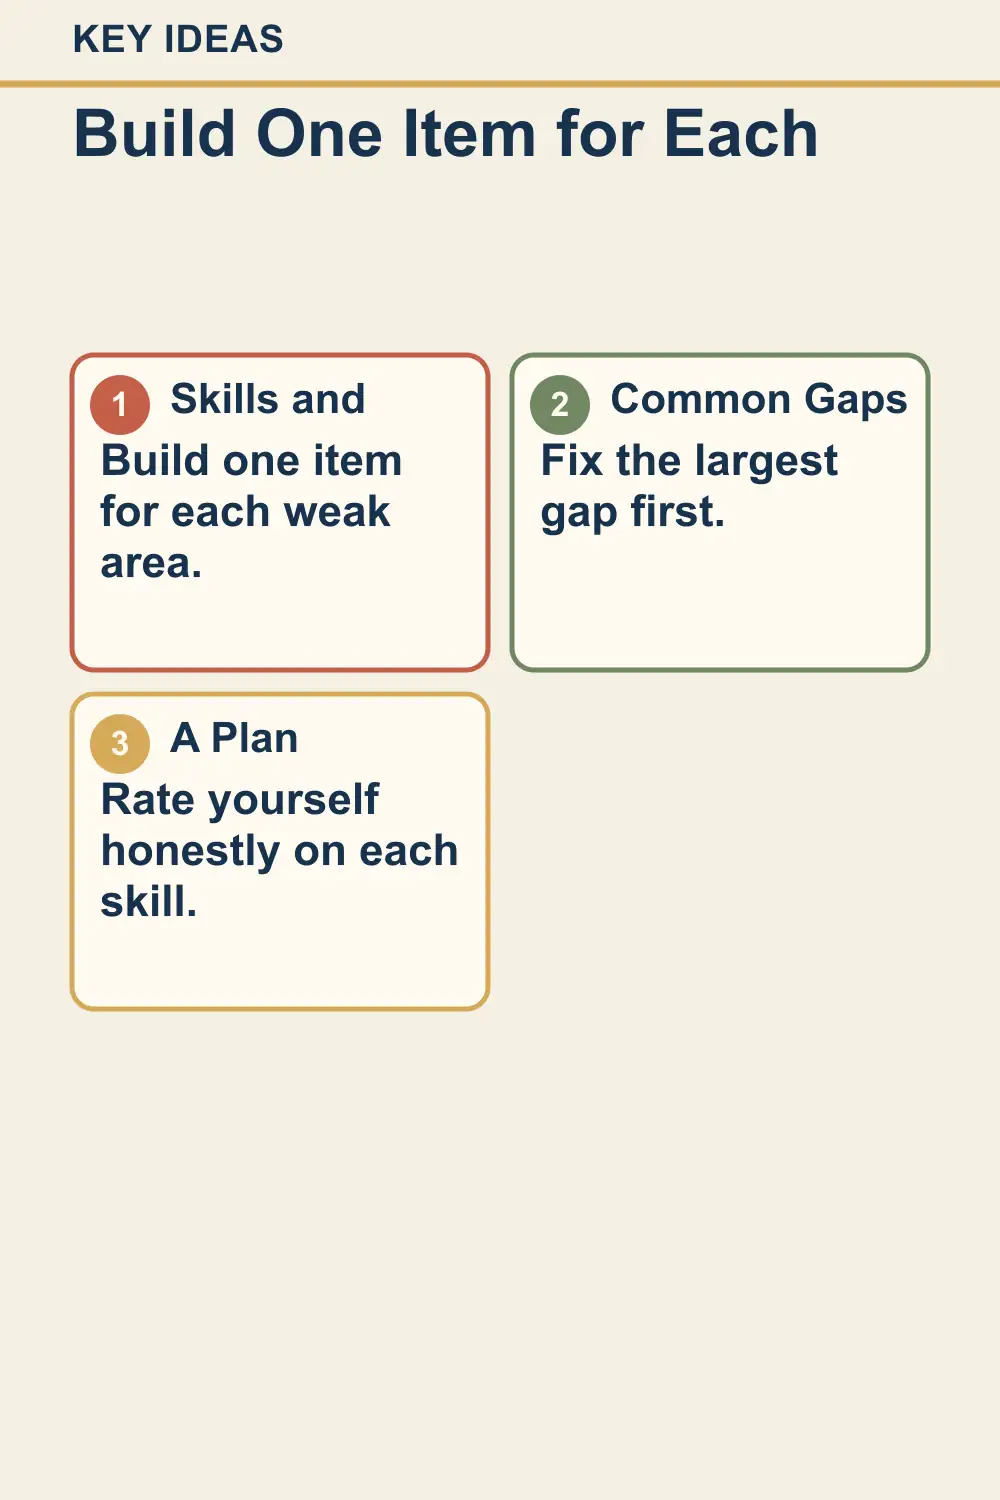 KEY IDEAS
Build One Item for Each
1 Skills and
Build one item
for each weak
area.
2 Common Gaps
Fix the largest
gap first.
3 A Plan
Rate yourself
honestly on each
skill.